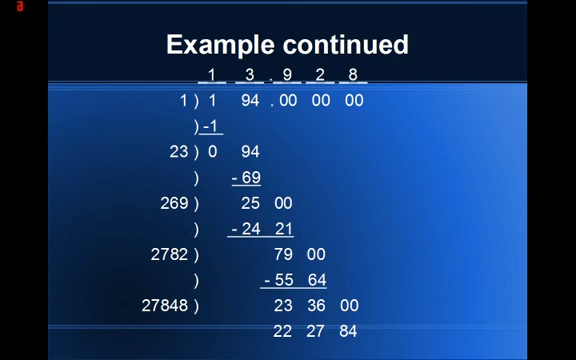 a
Example continued
1 3 . 9 2 8
1 ) 1 94 . 00 00 00
) -1
23 ) 0 94
) - 69
269 ) 25 00
) - 24 21
2782 ) 79 00
) - 55 64
27848 ) 23 36 00
22 27 84